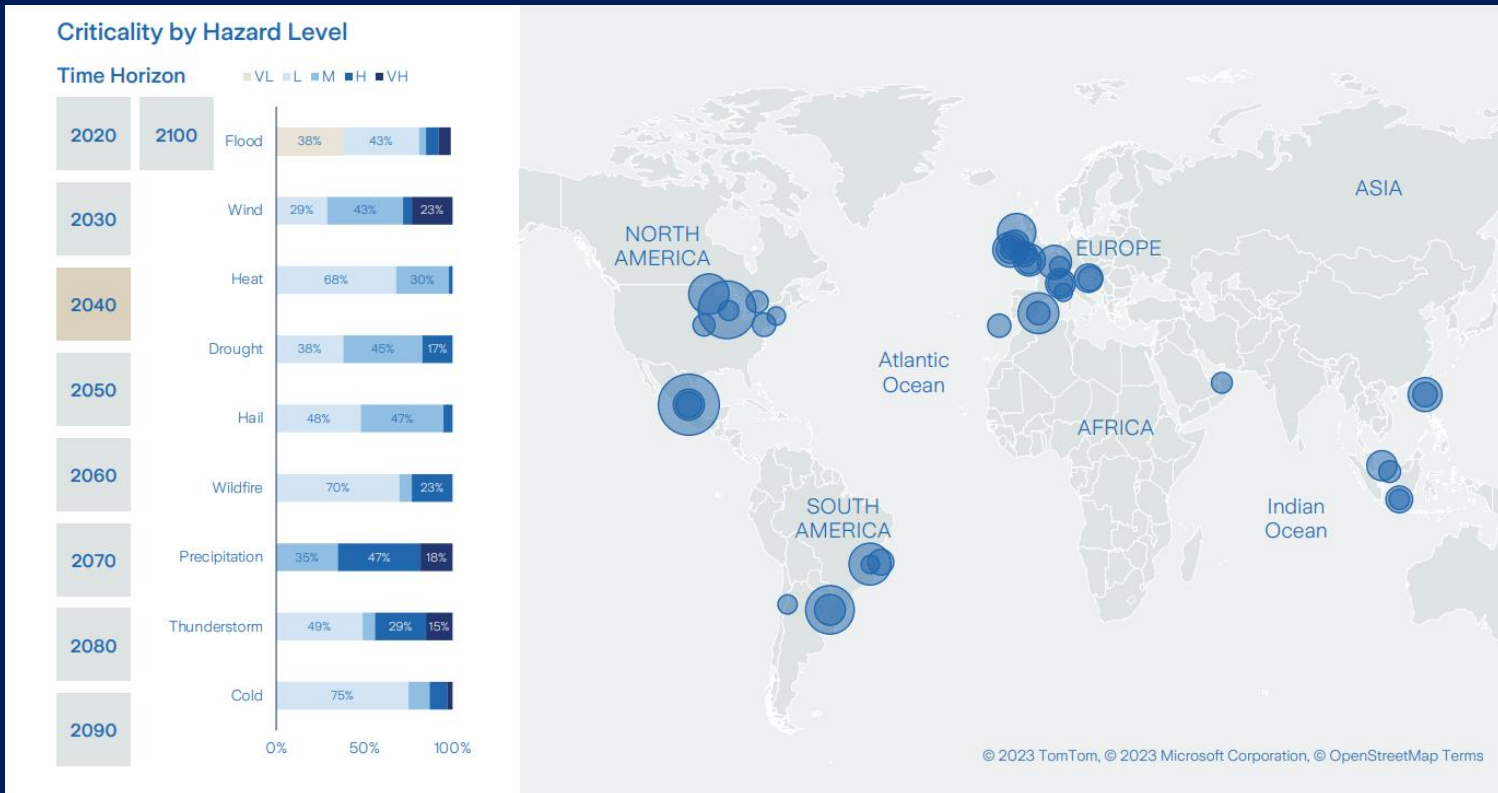 Criticality by Hazard Level
Time Horizon
VL L M H VH
2020
2100
2030
2040
2050
2060
2070
2080
2090
Flood 38% 43%
Wind 29% 43% 23%
Heat 68% 30%
Drought 38% 45% 17%
Hail 48% 47%
Wildfire 70% 23%
Precipitation 35% 47% 18%
Thunderstorm 49% 29% 15%
Cold 75%
0% 50% 100%
NORTH
AMERICA
EUROPE
ASIA
Atlantic
Ocean
AFRICA
SOUTH
AMERICA
Indian
Ocean
© 2023 TomTom, © 2023 Microsoft Corporation, © OpenStreetMap Terms